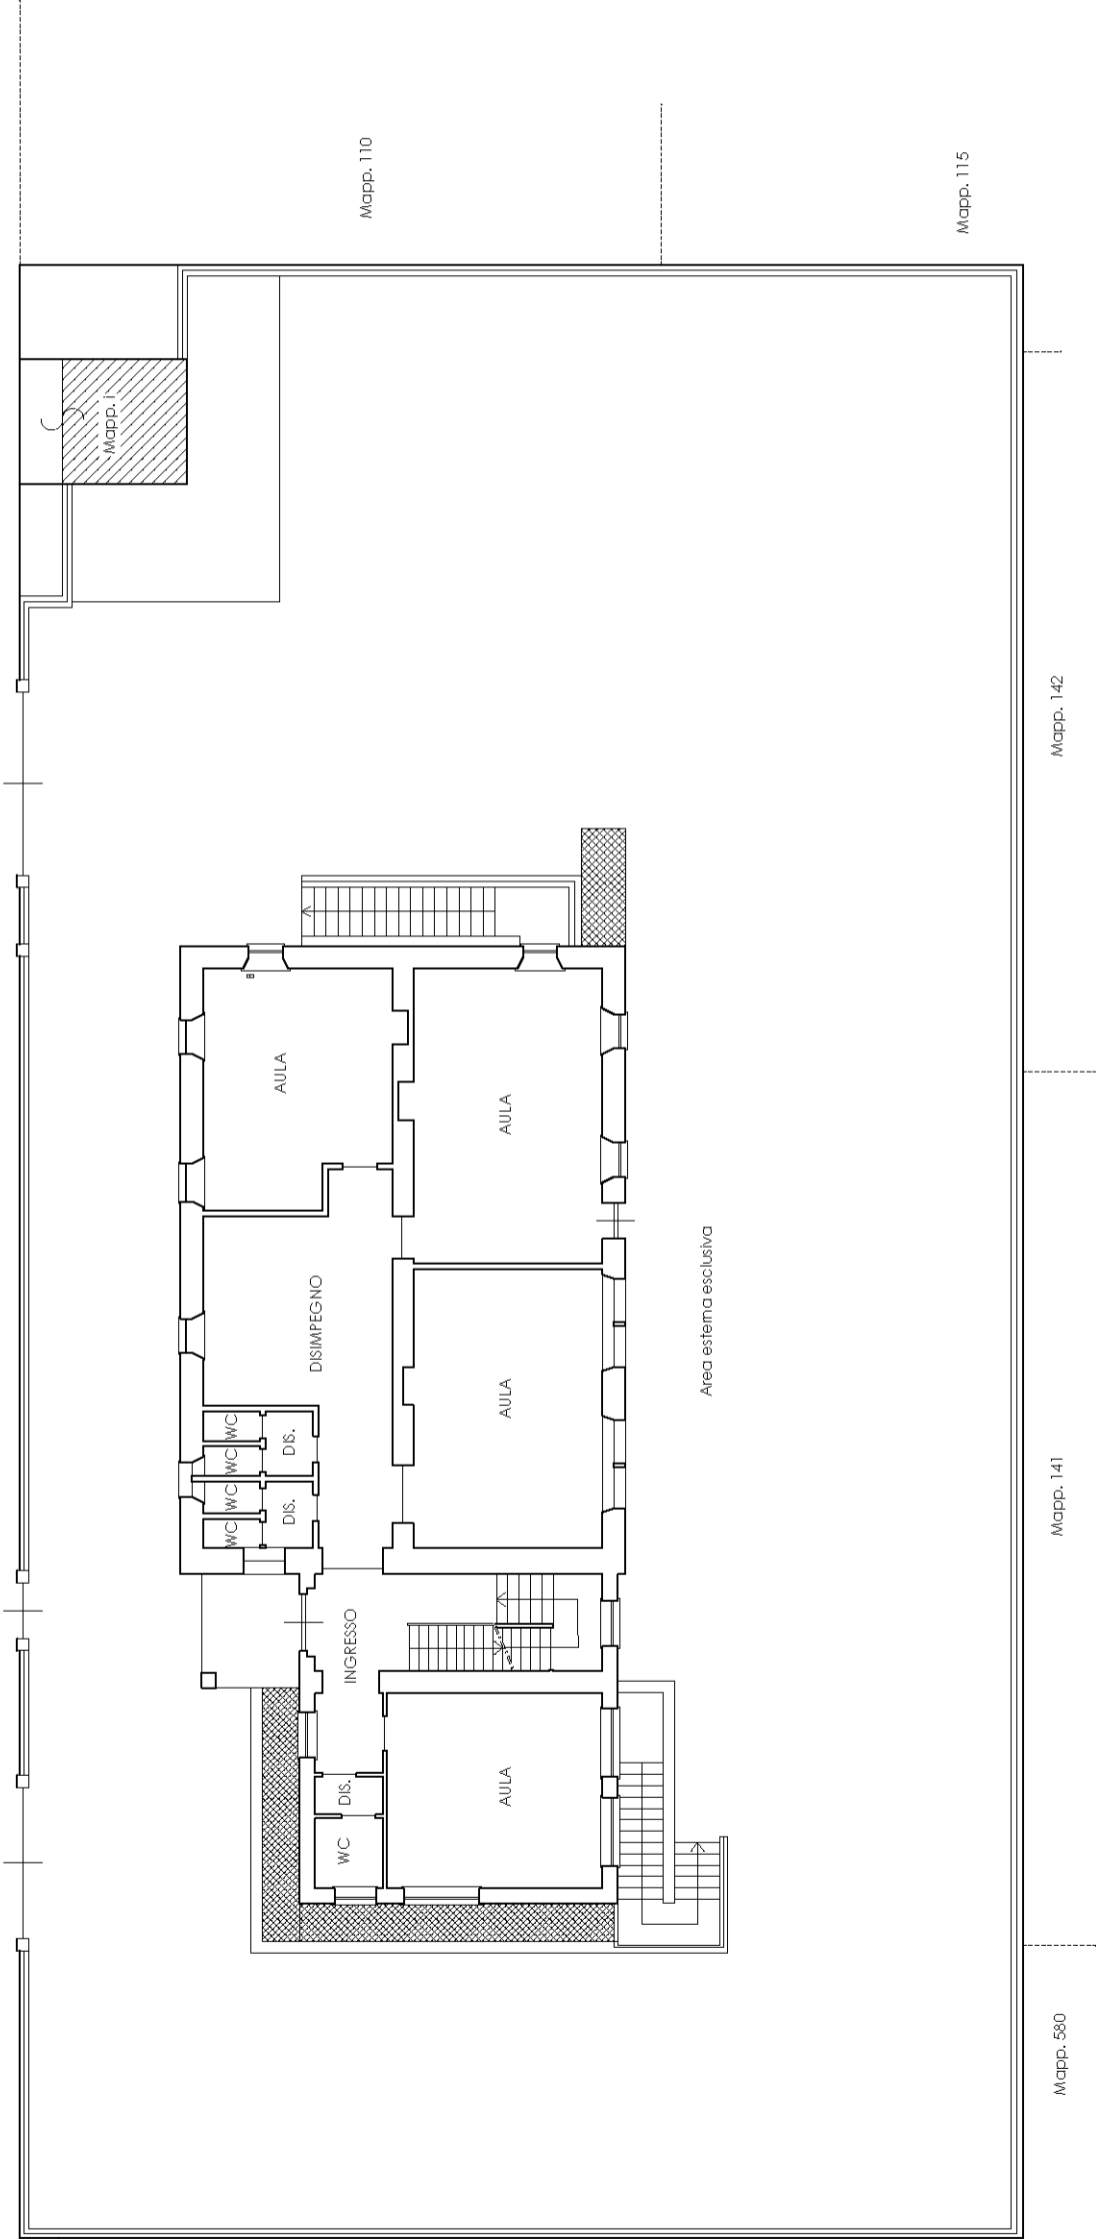 Mapp. 110
Mapp. 115
Mapp. i
Mapp. 142
AULA
AULA
Area esterna esclusiva
DISIMPEGNO
AULA
WC
WC
WC
WC
DIS.
DIS.
Mapp. 141
INGRESSO
DIS.
AULA
WC
Mapp. 580